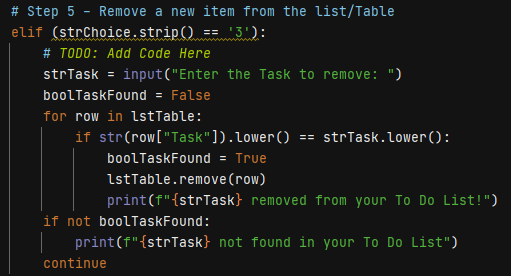 # Step 5 - Remove a new item from the list/Table
elif (strChoice.strip() == '3'):
    # TODO: Add Code Here
    strTask = input("Enter the Task to remove: ")
    boolTaskFound = False
    for row in lstTable:
        if str(row["Task"]).lower() == strTask.lower():
            boolTaskFound = True
            lstTable.remove(row)
            print(f"{strTask} removed from your To Do List!")
    if not boolTaskFound:
        print(f"{strTask} not found in your To Do List")
    continue